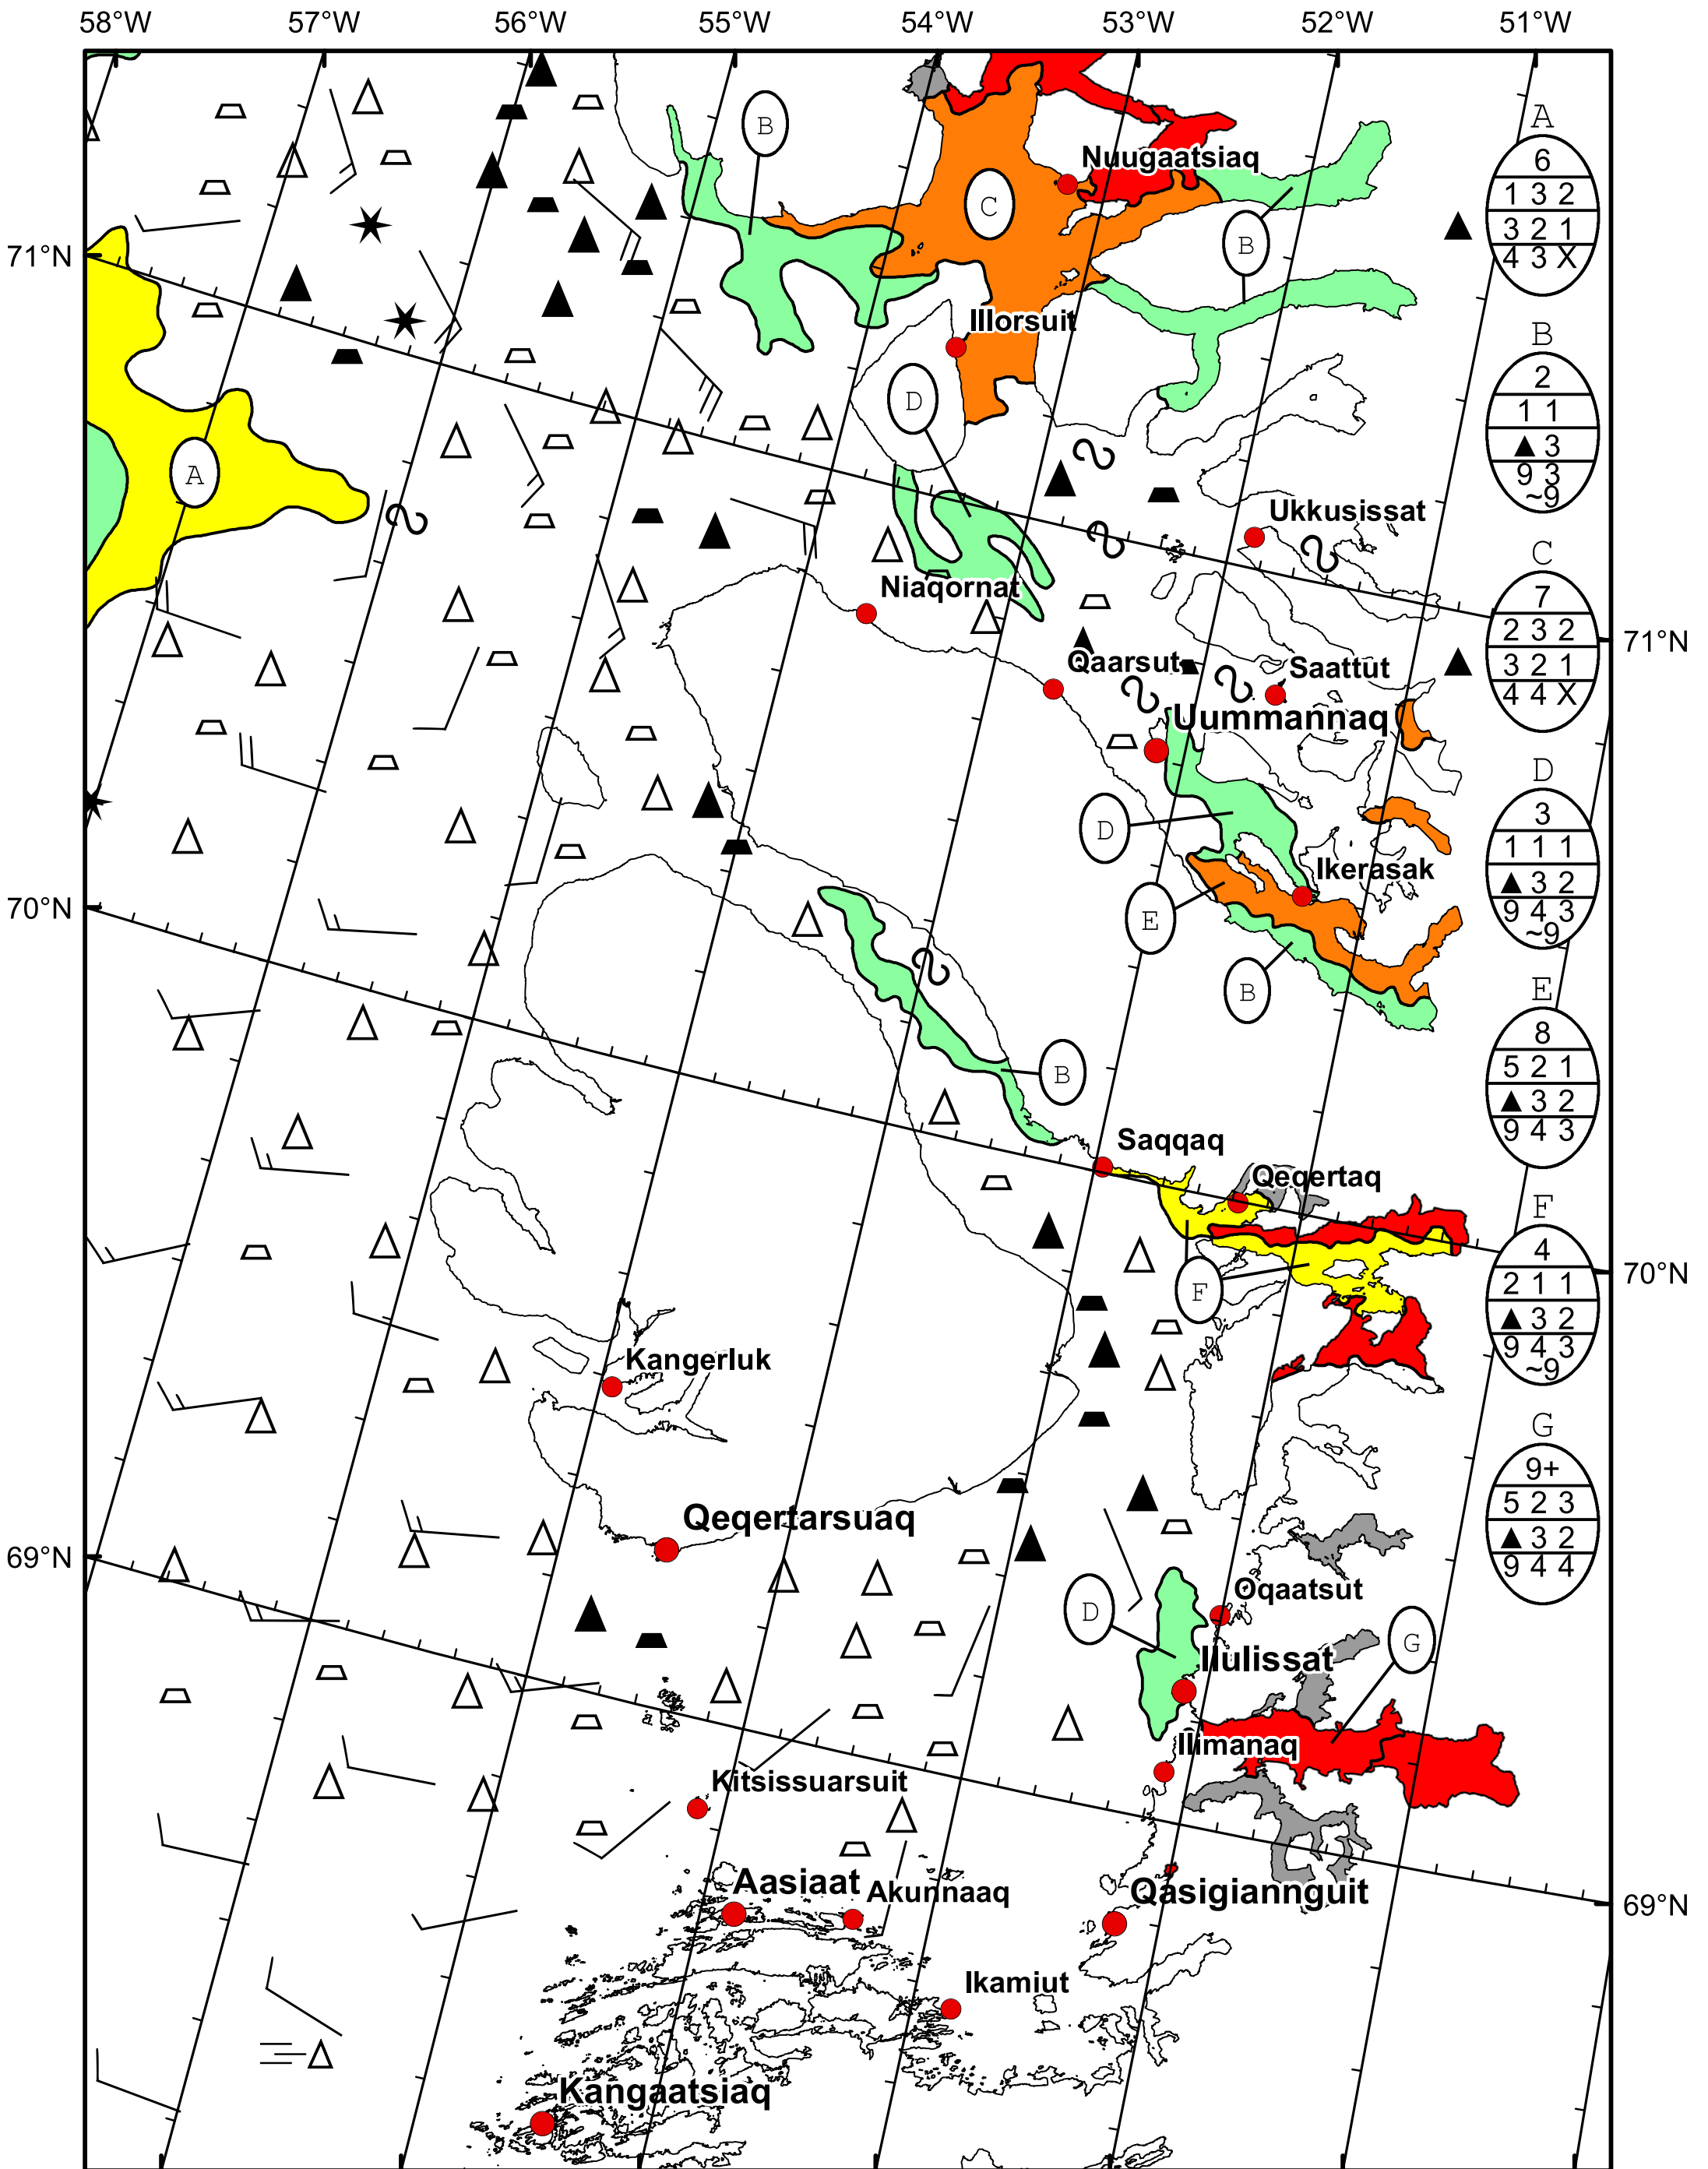 58°W 57°W 56°W 55°W 54°W 53°W 52°W 51°W
A
6
1 3 2
3 2 1
4 3 X
B
2
1 1
▲ 3
9 3
~9
C
7
2 3 2
3 2 1
4 4 X
D
3
1 1 1
▲ 3 2
9 4 3
~9
E
8
5 2 1
▲ 3 2
9 4 3
F
4
2 1 1
▲ 3 2
9 4 3
~9
G
9+
5 2 3
▲ 3 2
9 4 4
B
Nuugaatsiaq
C
B
71°N
Illorsuit
D
A
Ukkusissat
Niaqornat
71°N
Qaarsut
Saattut
Uummannaq
D
Ikerasak
70°N
E
B
B
Saqqaq
Qeqertaq
70°N
F
Kangerluk
Qeqertarsuaq
69°N
Oqaatsut
D
G
Ilulissat
Ilimanaq
Kitsissuarsuit
Aasiaat
Akunnaaq
Qasigiannguit
69°N
Ikamiut
Kangaatsiaq